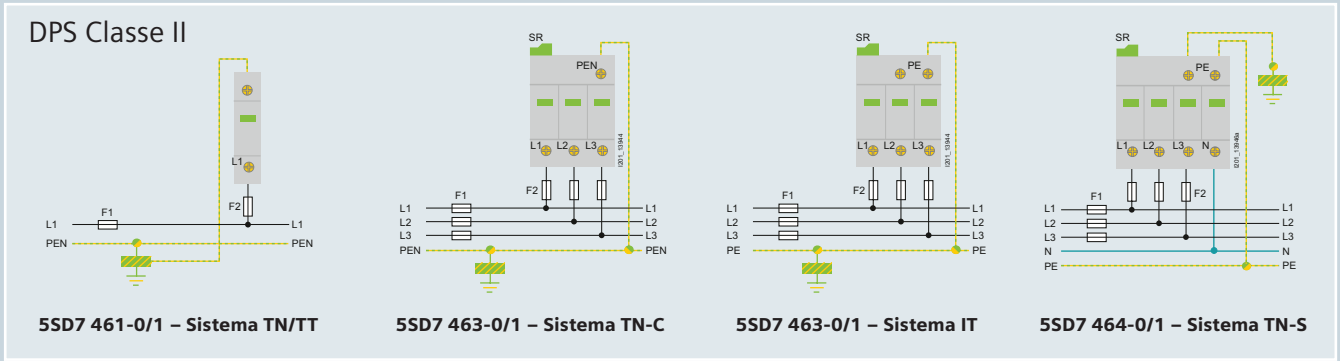 DPS Classe II
L1
F2
F1
L1
L1
PEN
PEN
5SD7 461-0/1 – Sistema TN/TT
SR
PEN
L1
L2
L3
I201_13944
F2
F1
L1
L1
L2
L2
L3
L3
PEN
PEN
5SD7 463-0/1 – Sistema TN-C
SR
PE
L1
L2
L3
I201_13944
F2
F1
L1
L1
L2
L2
L3
L3
PE
PE
5SD7 463-0/1 – Sistema IT
SR
PE
L1
L2
L3
N
I201_13946a
F2
F1
L1
L1
L2
L2
L3
L3
N
N
PE
PE
5SD7 464-0/1 – Sistema TN-S